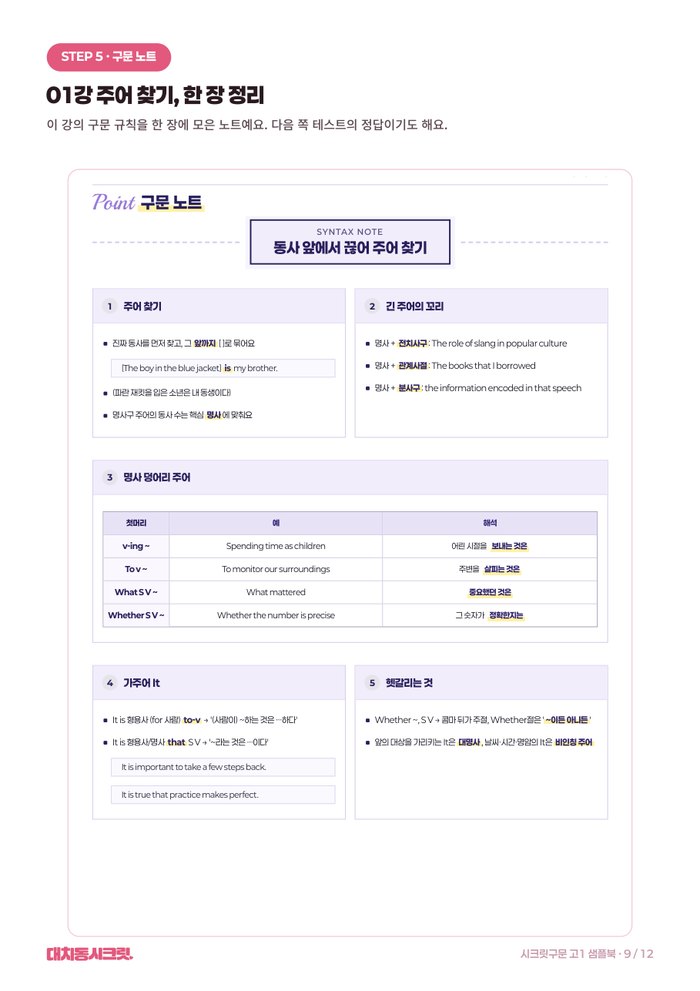 STEP 5 · 구문 노트
01강 주어 찾기, 한 장 정리
이 강의 구문 규칙을 한 장에 모은 노트예요. 다음 쪽 테스트의 정답이기도 해요.
Point 구문 노트
SYNTAX NOTE
동사 앞에서 끊어 주어 찾기
1 주어 찾기
진짜 동사를 먼저 찾고, 그 앞까지 [ ]로 묶어요
[The boy in the blue jacket] is my brother.
(파란 재킷을 입은 소년은 내 동생이다)
명사구 주어의 동사 수는 핵심 명사에 맞춰요
2 긴 주어의 꼬리
명사 + 전치사구: The role of slang in popular culture
명사 + 관계사절: The books that I borrowed
명사 + 분사구: the information encoded in that speech
3 명사 덩어리 주어
첫머리 예 해석
v-ing ~ Spending time as children 어린 시절을 보내는 것은
To v ~ To monitor our surroundings 주변을 살피는 것은
What S V ~ What mattered 중요했던 것은
Whether S V ~ Whether the number is precise 그 숫자가 정확한지는
4 가주어 It
It is 형용사 (for 사람) to-v → '(사람이) ~하는 것은 …하다'
It is 형용사/명사 that S V → '~라는 것은 …이다'
It is important to take a few steps back.
It is true that practice makes perfect.
5 헷갈리는 것
Whether ~, S V → 콤마 뒤가 주절, Whether절은 '~이든 아니든'
앞의 대상을 가리키는 It은 대명사, 날씨·시간·명암의 It은 비인칭 주어
대치동시크릿.
시크릿구문 고1 샘플북 · 9 / 12